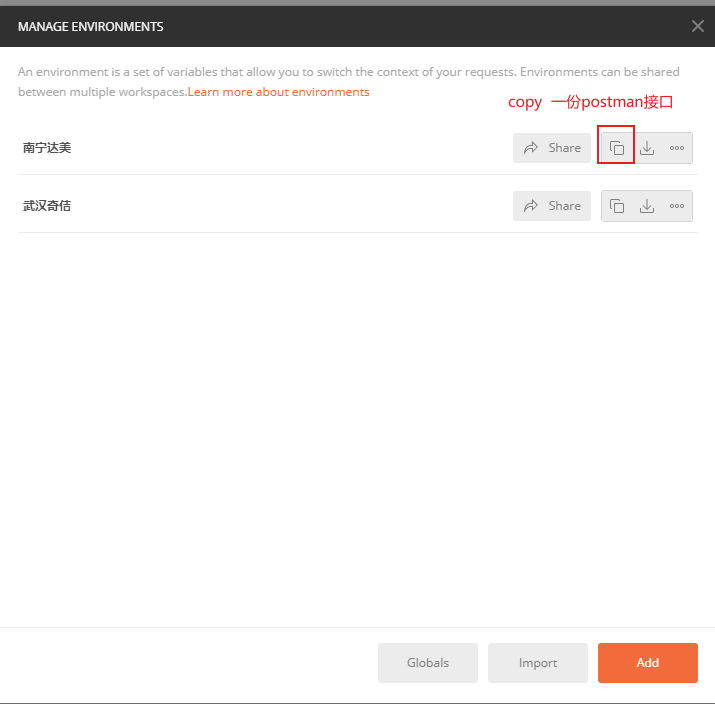 MANAGE ENVIRONMENTS
An environment is a set of variables that allow you to switch the context of your requests. Environments can be shared
between multiple workspaces.Learn more about environments
copy 一份postman接口
南宁达美 Share
武汉奇佶 Share
Globals Import Add